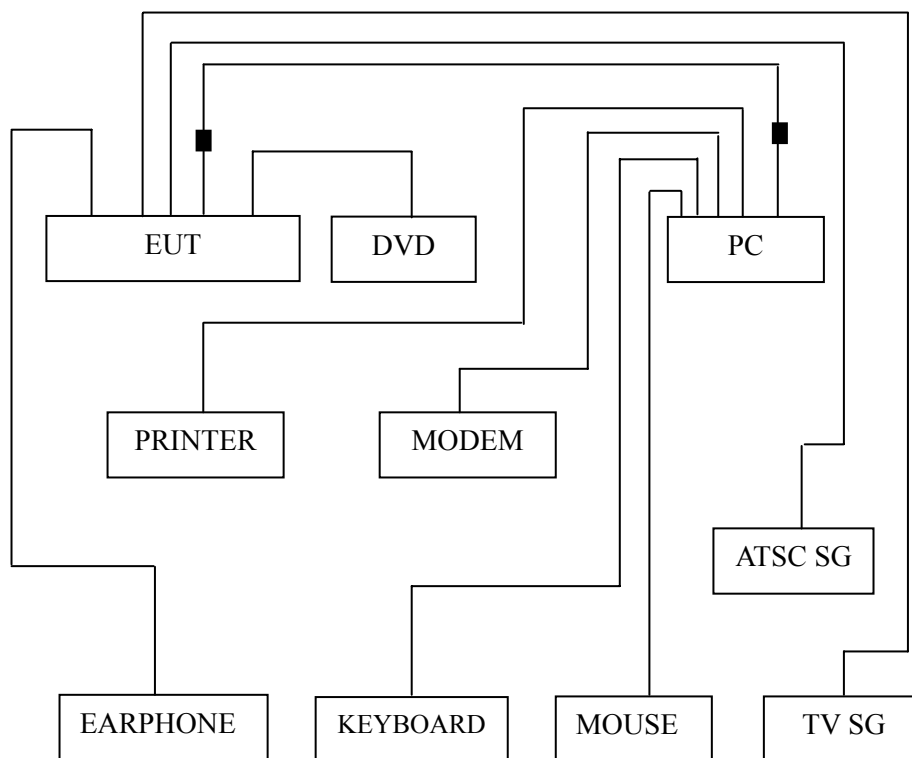 EUT
DVD
PC
PRINTER
MODEM
ATSC SG
EARPHONE
KEYBOARD
MOUSE
TV SG